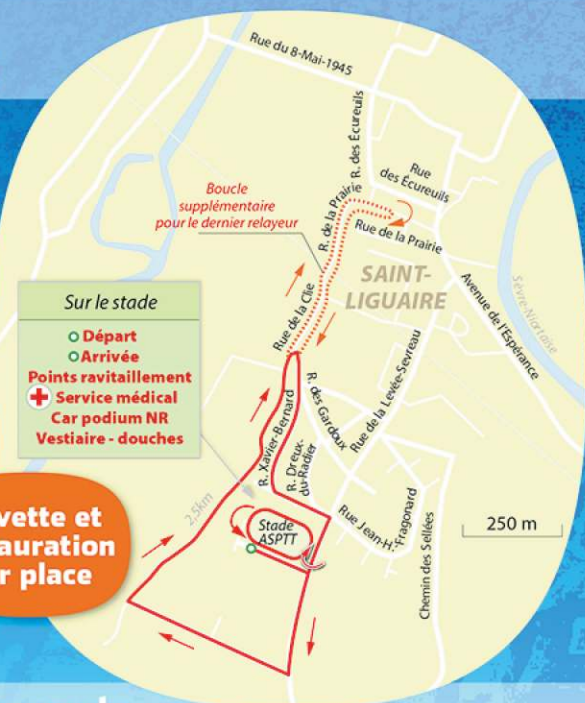 Rue du 8-Mai-1945
R. des Écureuils
Rue
des Écureuils
Boucle
supplémentaire
pour le dernier relayeur
R. de la Prairie
Rue de la Prairie
SAINT-
LIGUAIRE
Sèvre-Niortaise
Avenue de l'Espérance
Rue de la Clie
Sur le stade
Départ
Arrivée
Points ravitaillement
Service médical
Car podium NR
Vestiaire - douches
R. Xavier-Bernard
R. des Gardoux
Rue de la Levée-Sevreau
R. Dreux-
du-Radier
2,5km
Stade
ASPTT
Rue Jean-H.-Fragonard
Chemin des Sellées
250 m
vette et
auration
r place